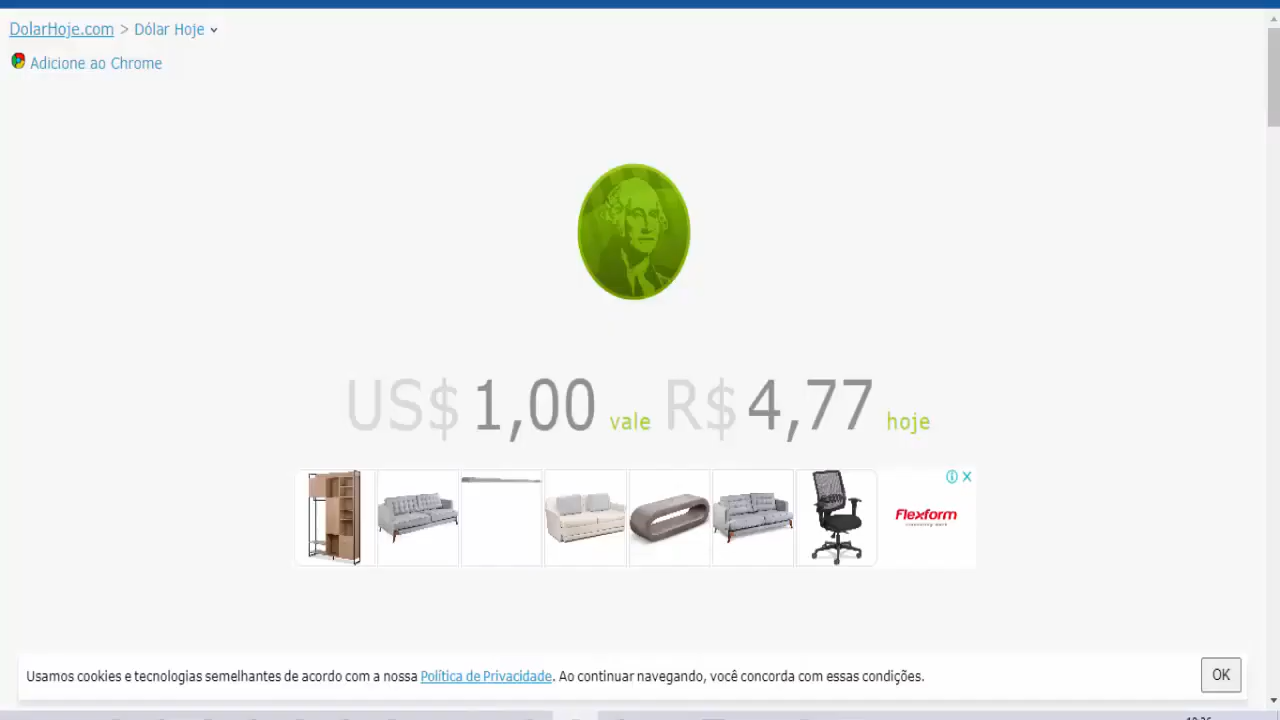 DolarHoje.com > Dólar Hoje
Adicione ao Chrome
US$ 1,00 vale R$ 4,77 hoje
Flexform
Usamos cookies e tecnologias semelhantes de acordo com a nossa Política de Privacidade. Ao continuar navegando, você concorda com essas condições.
OK